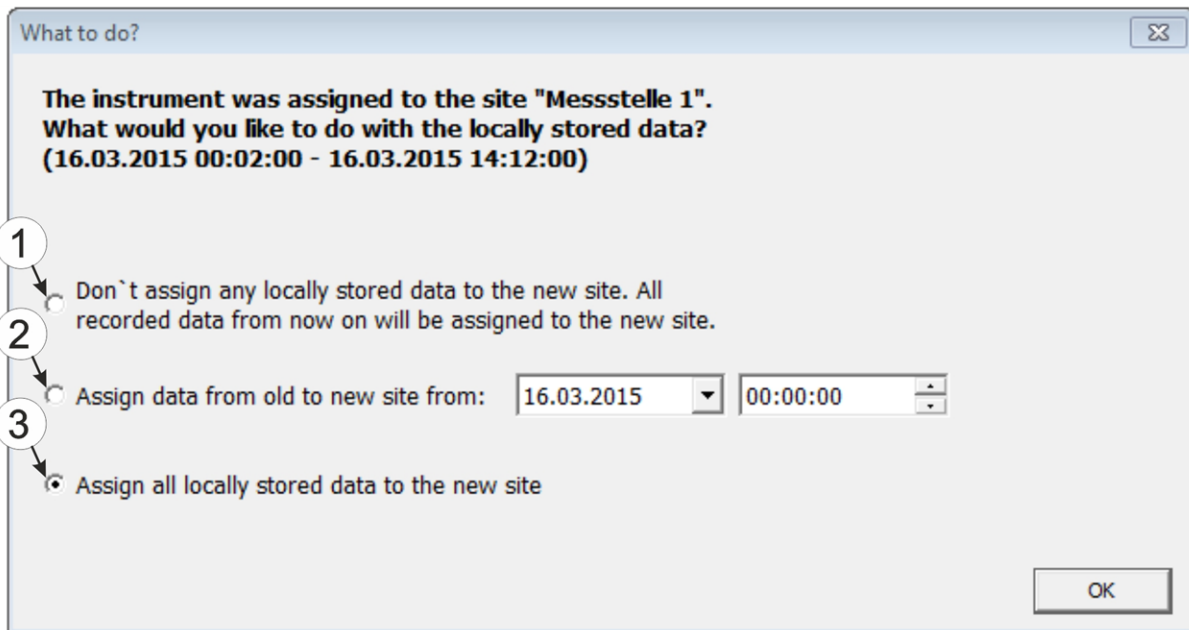 What to do?
The instrument was assigned to the site "Messstelle 1".
What would you like to do with the locally stored data?
(16.03.2015 00:02:00 - 16.03.2015 14:12:00)
1
Don`t assign any locally stored data to the new site. All
recorded data from now on will be assigned to the new site.
2
Assign data from old to new site from: 16.03.2015 00:00:00
3
Assign all locally stored data to the new site
OK